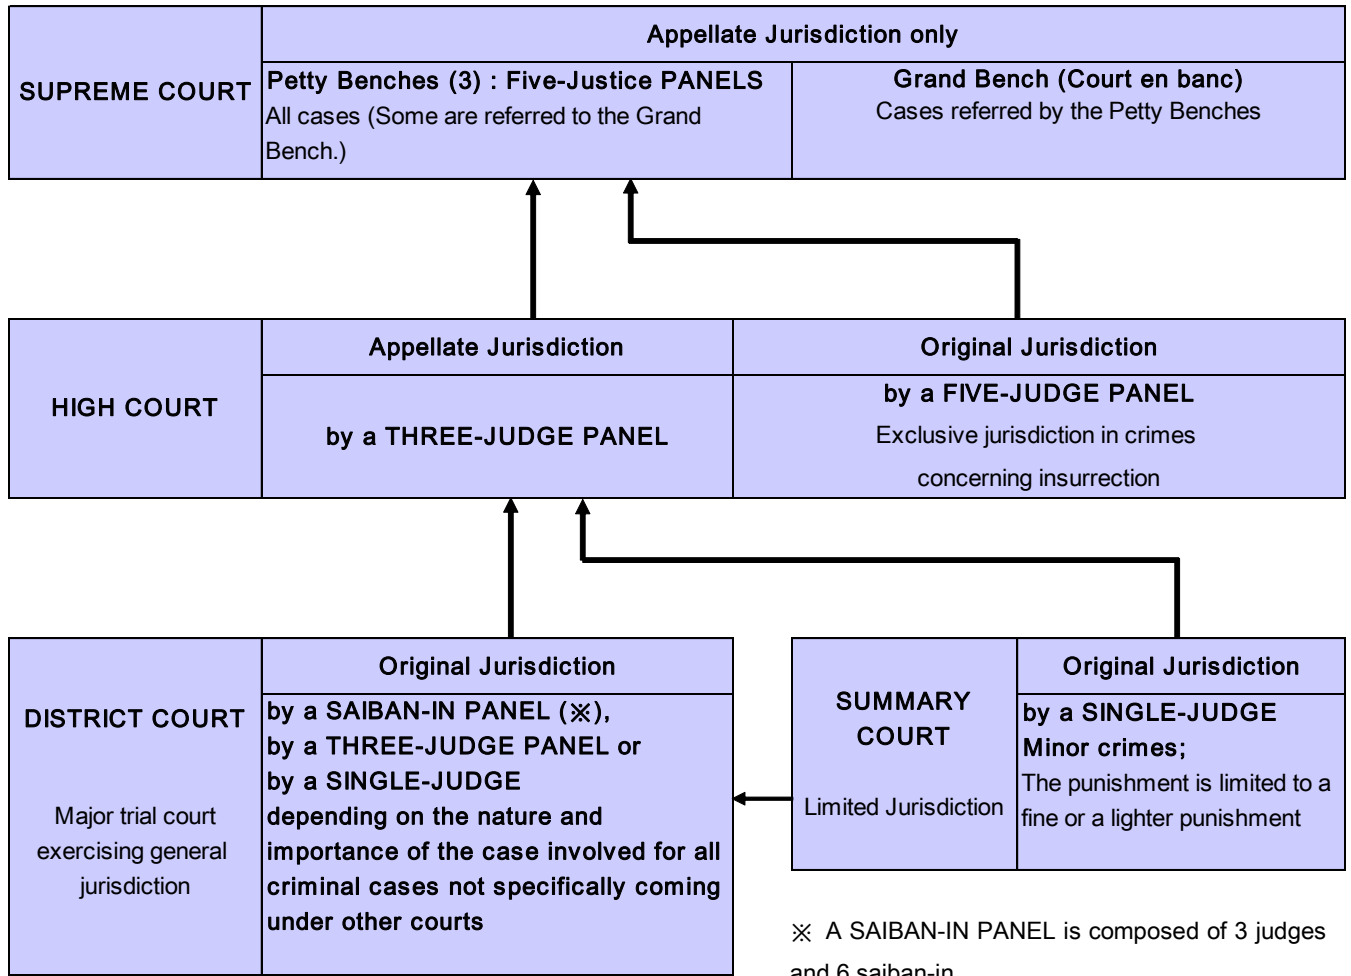 SUPREME COURT
Appellate Jurisdiction only
Petty Benches (3) : Five-Justice PANELS
All cases (Some are referred to the Grand
Bench.)
Grand Bench (Court en banc)
Cases referred by the Petty Benches
HIGH COURT
Appellate Jurisdiction
by a THREE-JUDGE PANEL
Original Jurisdiction
by a FIVE-JUDGE PANEL
Exclusive jurisdiction in crimes
concerning insurrection
DISTRICT COURT
Major trial court
exercising general
jurisdiction
Original Jurisdiction
by a SAIBAN-IN PANEL (※),
by a THREE-JUDGE PANEL or
by a SINGLE-JUDGE
depending on the nature and
importance of the case involved for all
criminal cases not specifically coming
under other courts
SUMMARY
COURT
Limited Jurisdiction
Original Jurisdiction
by a SINGLE-JUDGE
Minor crimes;
The punishment is limited to a
fine or a lighter punishment
※ A SAIBAN-IN PANEL is composed of 3 judges
and 6 saiban-in